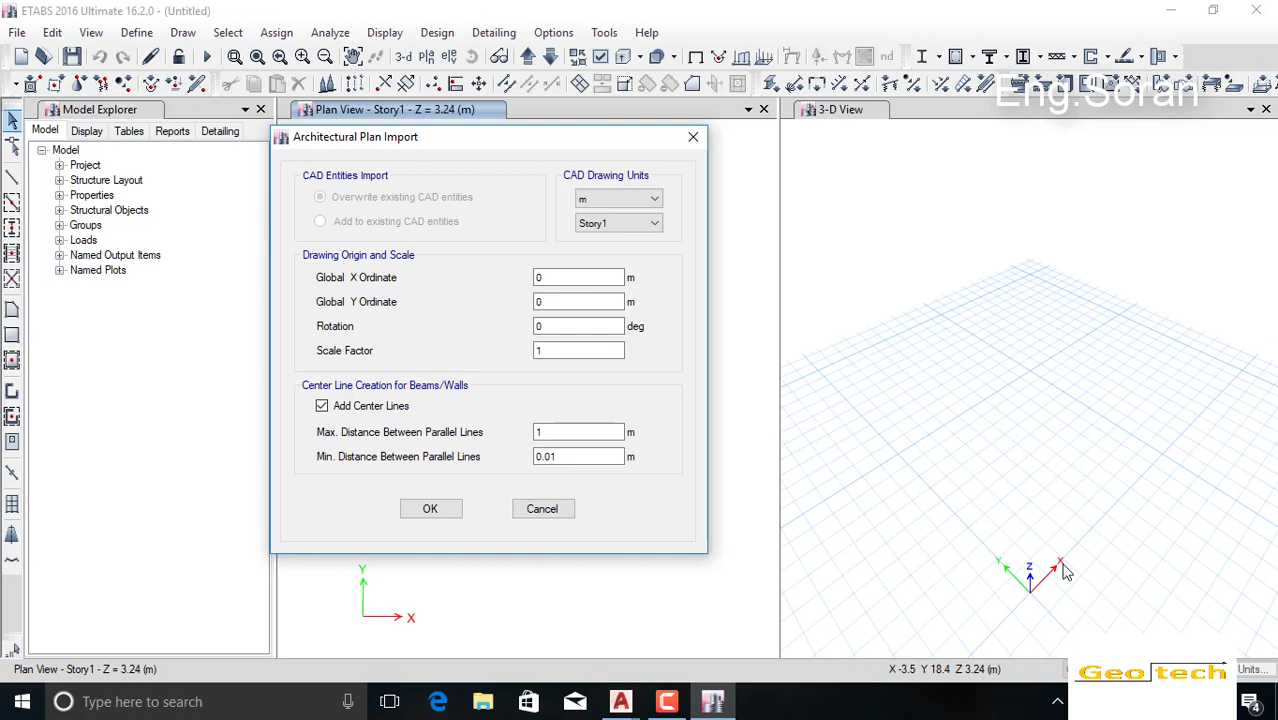 ETABS 2016 Ultimate 16.2.0 - (Untitled)
File Edit View Define Draw Select Assign Analyze Display Design Detailing Options Tools Help
3-d
nd
Eng.Soran
Model Explorer
Plan View - Story1 - Z = 3.24 (m)
3-D View
Model Display Tables Reports Detailing
Model
Project
Structure Layout
Properties
Structural Objects
Groups
Loads
Named Output Items
Named Plots
Architectural Plan Import
CAD Entities Import
Overwrite existing CAD entities
Add to existing CAD entities
CAD Drawing Units
m
Story1
Drawing Origin and Scale
Global X Ordinate 0 m
Global Y Ordinate 0 m
Rotation 0 deg
Scale Factor 1
Center Line Creation for Beams/Walls
Add Center Lines
Max. Distance Between Parallel Lines 1 m
Min. Distance Between Parallel Lines 0.01 m
OK Cancel
Y
X
Y Z X
Plan View - Story1 - Z = 3.24 (m)
X -3.5 Y 18.4 Z 3.24 (m)
Units...
Geotech
Type here to search
4